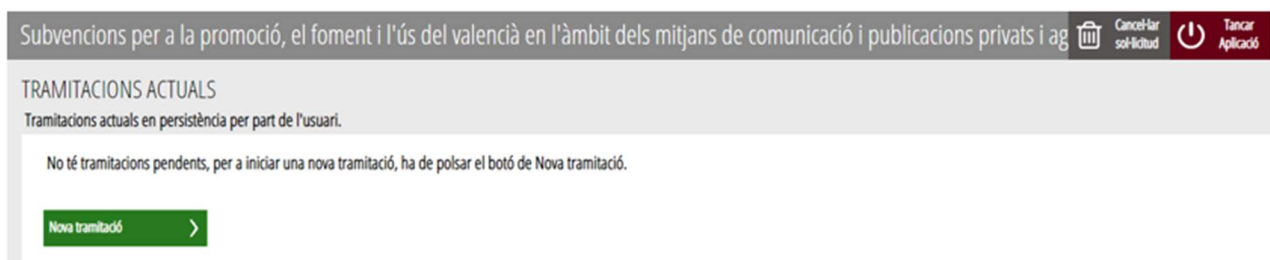 Subvencions per a la promoció, el foment i l'ús del valencià en l'àmbit dels mitjans de comunicació i publicacions privats i ag
Cancel·lar
sol·licitud
Tancar
Aplicació
TRAMITACIONS ACTUALS
Tramitacions actuals en persistència per part de l'usuari.
No té tramitacions pendents, per a iniciar una nova tramitació, ha de polsar el botó de Nova tramitació.
Nova tramitació